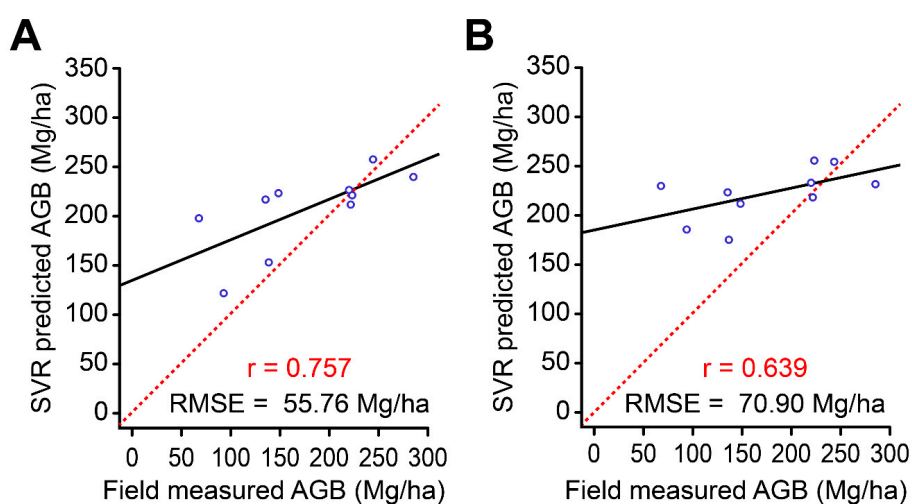 A
SVR predicted AGB (Mg/ha)
350
300
250
200
150
100
50
0
r = 0.757
RMSE = 55.76 Mg/ha
0 50 100 150 200 250 300
Field measured AGB (Mg/ha)
B
SVR predicted AGB (Mg/ha)
350
300
250
200
150
100
50
0
r = 0.639
RMSE = 70.90 Mg/ha
0 50 100 150 200 250 300
Field measured AGB (Mg/ha)